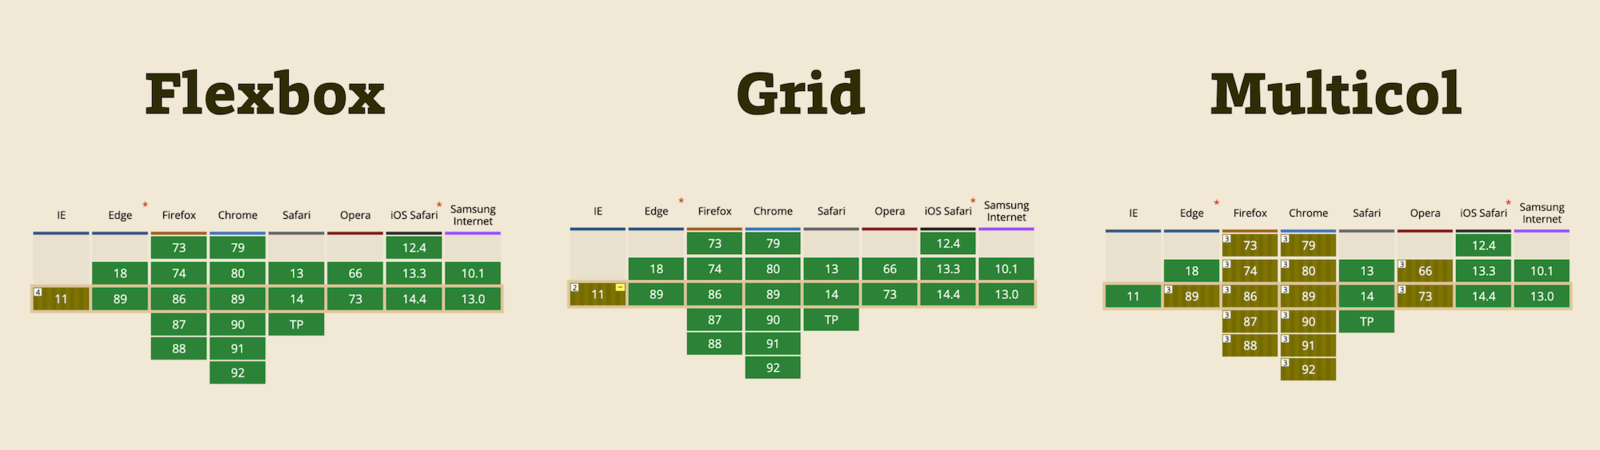 Flexbox
IE Edge * Firefox Chrome Safari Opera iOS Safari * Samsung Internet
73 79 12.4
18 74 80 13 66 13.3 10.1
4 11 89 86 89 14 73 14.4 13.0
87 90 TP
88 91
92
Grid
IE Edge * Firefox Chrome Safari Opera iOS Safari * Samsung Internet
73 79 12.4
18 74 80 13 66 13.3 10.1
2 11 - 89 86 89 14 73 14.4 13.0
87 90 TP
88 91
92
Multicol
IE Edge * Firefox Chrome Safari Opera iOS Safari * Samsung Internet
3 73 3 79 12.4
18 3 74 3 80 13 3 66 13.3 10.1
11 3 89 3 86 3 89 14 3 73 14.4 13.0
3 87 3 90 TP
3 88 3 91
3 92